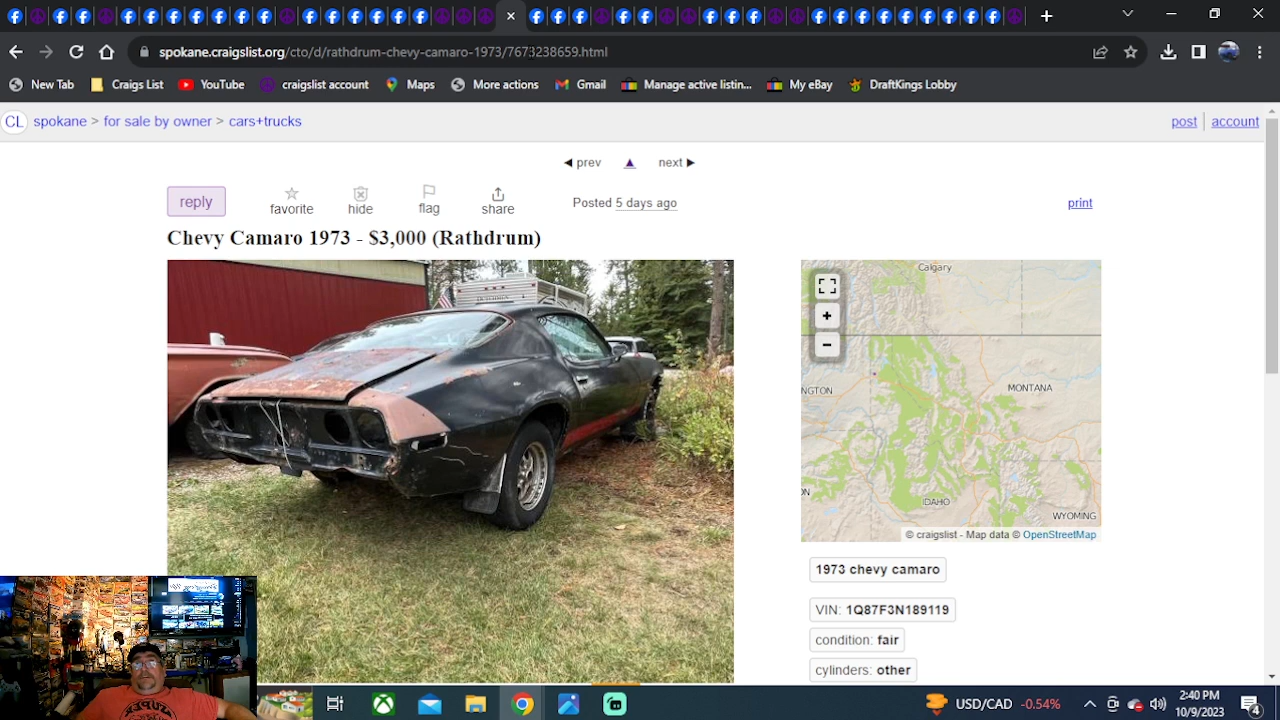 spokane.craigslist.org/cto/d/rathdrum-chevy-camaro-1973/7673238659.html
New Tab
Craigs List
YouTube
craigslist account
Maps
More actions
Gmail
Manage active listin...
My eBay
DraftKings Lobby
CL spokane > for sale by owner > cars+trucks
post | account
◀ prev ▲ next ▶
reply
favorite
hide
flag
share
Posted 5 days ago
print
Chevy Camaro 1973 - $3,000 (Rathdrum)
Calgary
+
−
NGTON
MONTANA
ON
IDAHO
WYOMING
© craigslist - Map data © OpenStreetMap
1973 chevy camaro
VIN: 1Q87F3N189119
condition: fair
cylinders: other
USD/CAD -0.54%
2:40 PM
10/9/2023
4